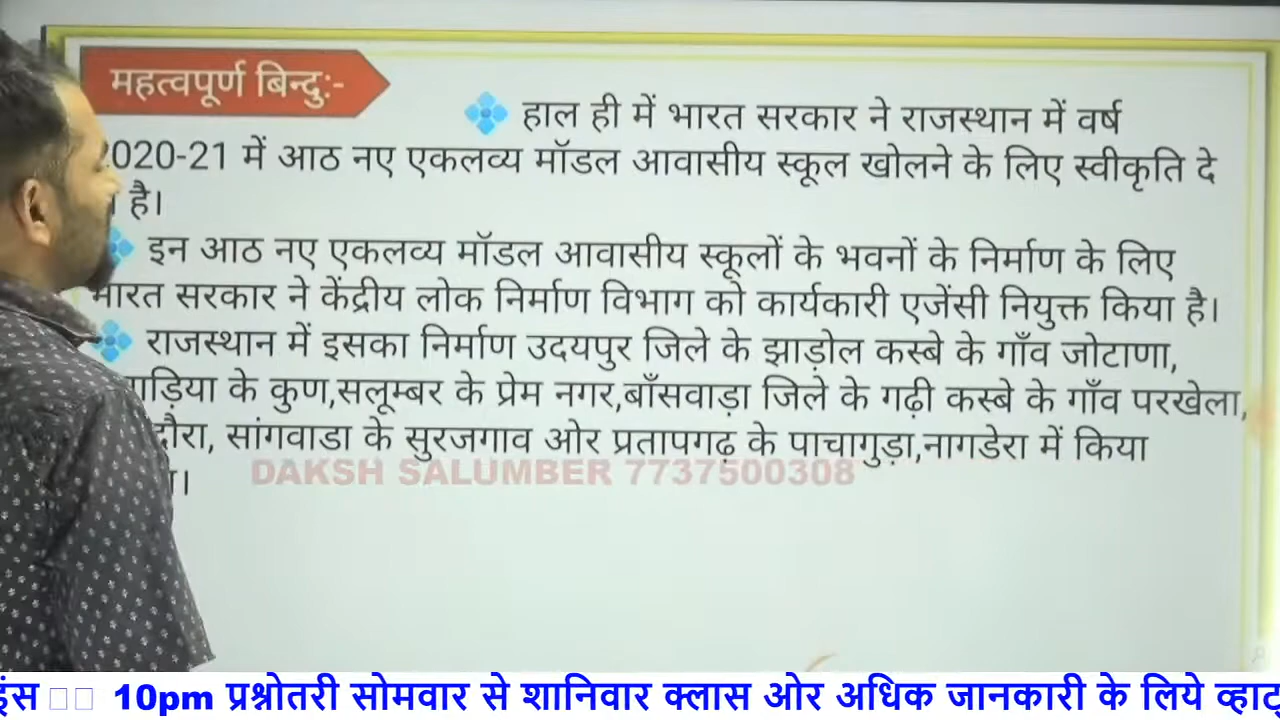 महत्वपूर्ण बिन्दु:-
हाल ही में भारत सरकार ने राजस्थान में वर्ष
2020-21 में आठ नए एकलव्य मॉडल आवासीय स्कूल खोलने के लिए स्वीकृति दे
है।
इन आठ नए एकलव्य मॉडल आवासीय स्कूलों के भवनों के निर्माण के लिए
भारत सरकार ने केंद्रीय लोक निर्माण विभाग को कार्यकारी एजेंसी नियुक्त किया है।
राजस्थान में इसका निर्माण उदयपुर जिले के झाड़ोल कस्बे के गाँव जोटाणा,
के कुण,सलूम्बर के प्रेम नगर,बाँसवाड़ा जिले के गढ़ी कस्बे के गाँव परखेला,
सांगवाडा के सुरजगाव ओर प्रतापगढ़ के पाचागुड़ा,नागडेरा में किया
DAKSH SALUMBER 7737500308
10pm प्रश्नोतरी सोमवार से शानिवार क्लास ओर अधिक जानकारी के लिये